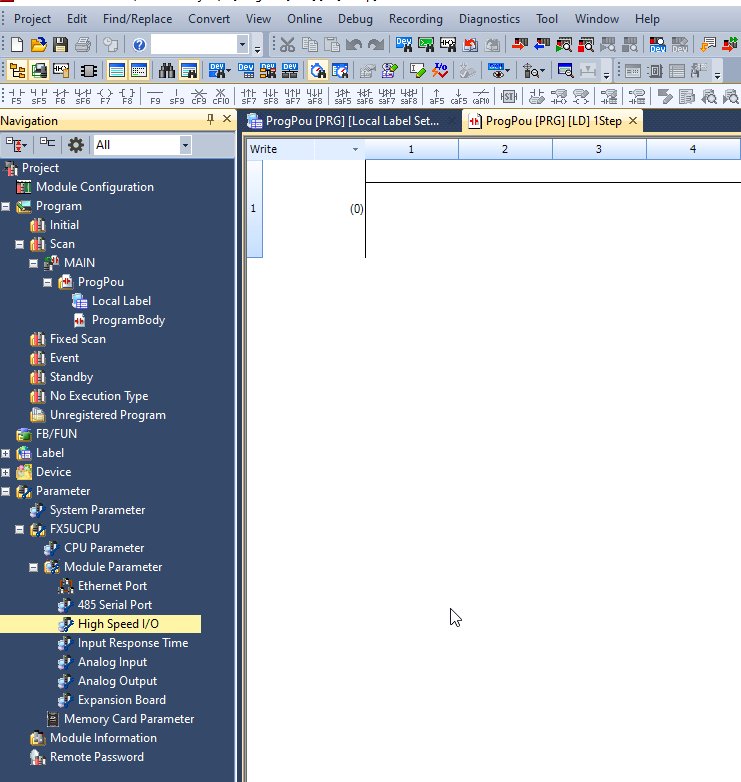 Project Edit Find/Replace Convert View Online Debug Recording Diagnostics Tool Window Help
F5 sF5 F6 sF6 F7 F8 F9 sF9 cF9 cF10 sF7 sF8 aF7 aF8 saF5 saF6 saF7 saF8 aF5 caF5 caF10
Navigation
ProgPou [PRG] [Local Label Set...
ProgPou [PRG] [LD] 1Step
All
Write 1 2 3 4
1 (0)
Project
Module Configuration
Program
Initial
Scan
MAIN
ProgPou
Local Label
ProgramBody
Fixed Scan
Event
Standby
No Execution Type
Unregistered Program
FB/FUN
Label
Device
Parameter
System Parameter
FX5UCPU
CPU Parameter
Module Parameter
Ethernet Port
485 Serial Port
High Speed I/O
Input Response Time
Analog Input
Analog Output
Expansion Board
Memory Card Parameter
Module Information
Remote Password